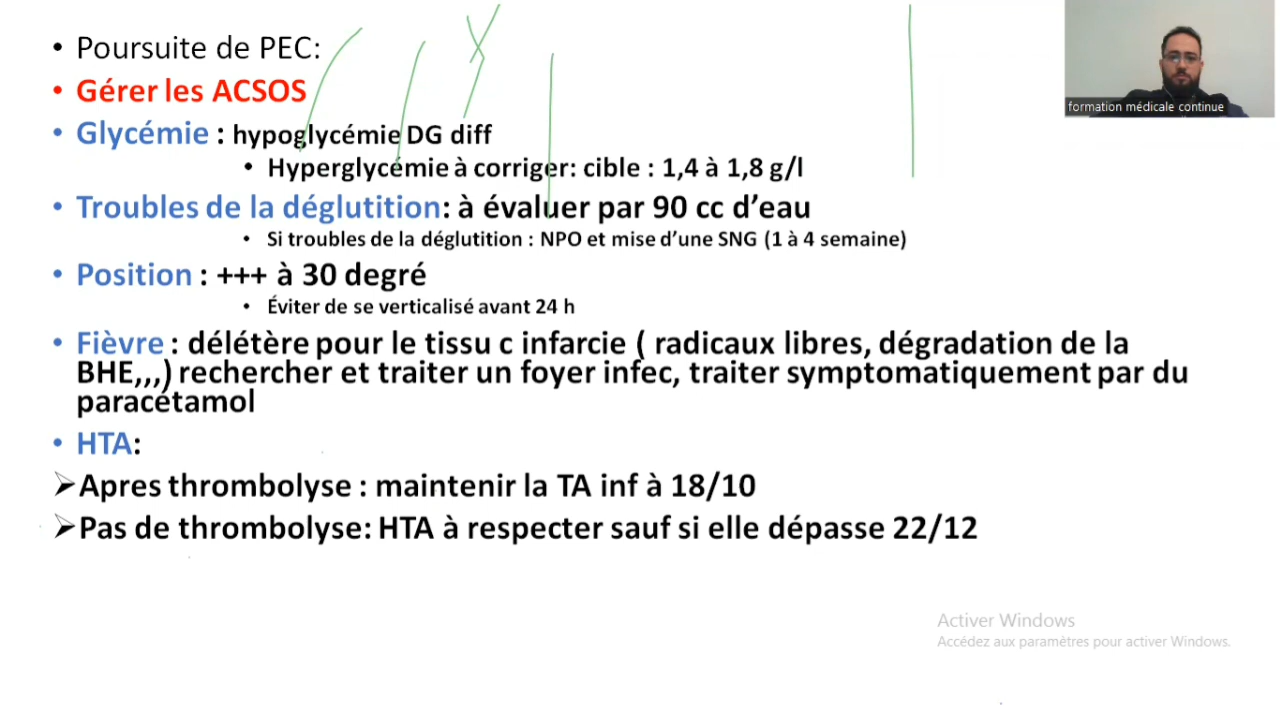 • Poursuite de PEC:
• Gérer les ACSOS
• Glycémie : hypoglycémie DG diff
• Hyperglycémie à corriger: cible : 1,4 à 1,8 g/l
• Troubles de la déglutition: à évaluer par 90 cc d'eau
• Si troubles de la déglutition : NPO et mise d'une SNG (1 à 4 semaine)
• Position : +++ à 30 degré
• Éviter de se verticalisé avant 24 h
• Fièvre : délétère pour le tissu c infarcie ( radicaux libres, dégradation de la
BHE,,,) rechercher et traiter un foyer infec, traiter symptomatiquement par du
paracétamol
• HTA:
➢Apres thrombolyse : maintenir la TA inf à 18/10
➢Pas de thrombolyse: HTA à respecter sauf si elle dépasse 22/12
formation médicale continue
Activer Windows
Accédez aux paramètres pour activer Windows.